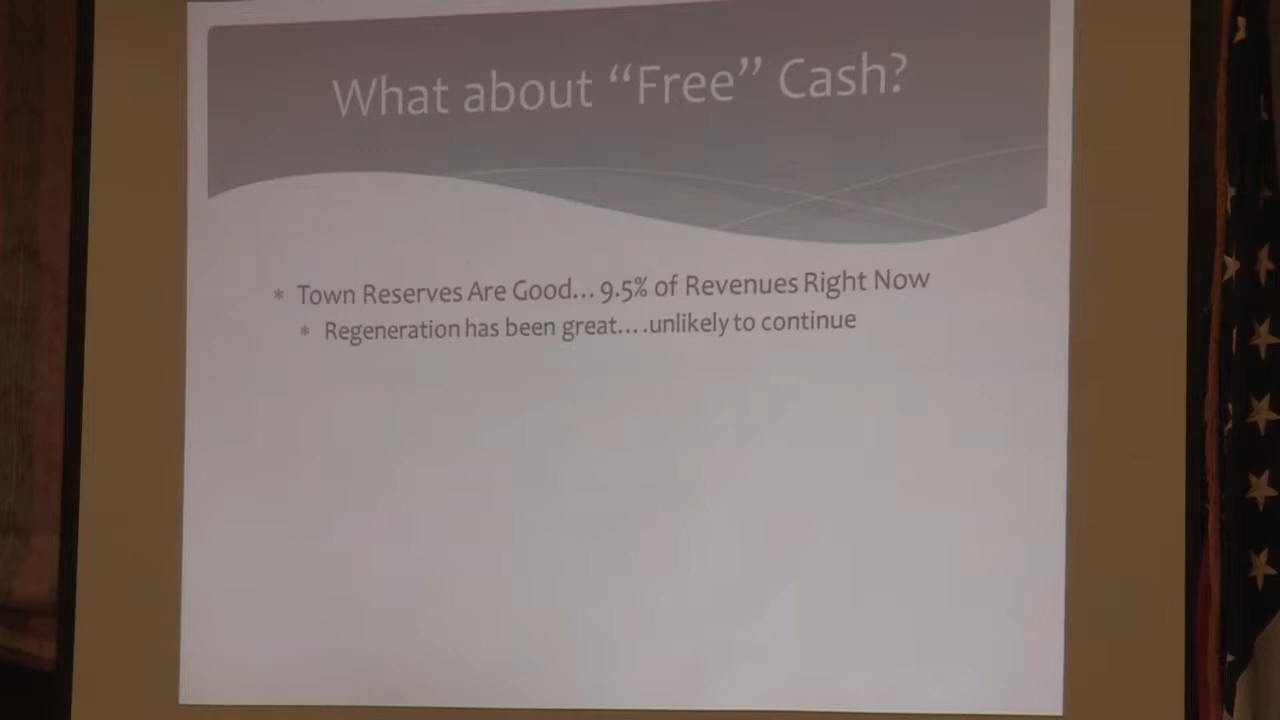 What about “Free” Cash?
* Town Reserves Are Good... 9.5% of Revenues Right Now
* Regeneration has been great….unlikely to continue